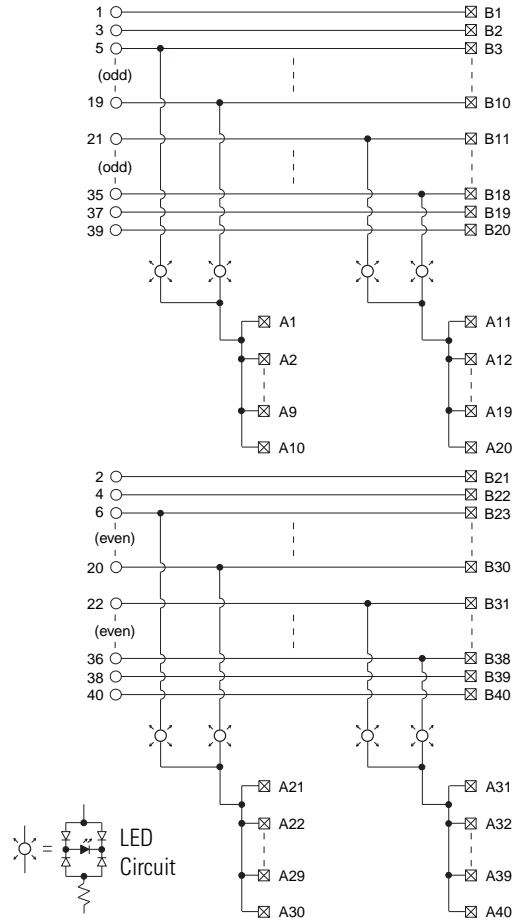 1 B1
3 B2
5 B3
(odd)
19 B10
21 B11
(odd)
35 B18
37 B19
39 B20
A1 A11
A2 A12
A9 A19
A10 A20
2 B21
4 B22
6 B23
(even)
20 B30
22 B31
(even)
36 B38
38 B39
40 B40
A21 A31
A22 A32
A29 A39
A30 A40
= LED
Circuit